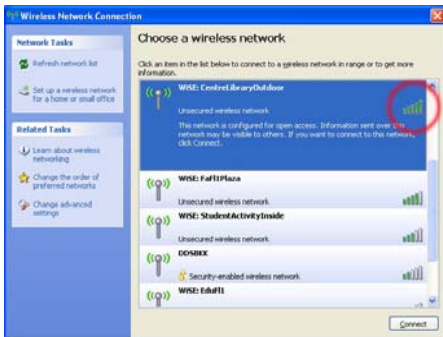 Wireless Network Connection
Network Tasks
Refresh network list
Set up a wireless network
for a home or small office
Related Tasks
Learn about wireless
networking
Change the order of
preferred networks
Change advanced
settings
Choose a wireless network
Click an item in the list below to connect to a wireless network in range or to get more
information.
WiSE: CentreLibraryOutdoor
Unsecured wireless network
This network is configured for open access. Information sent over this
network may be visible to others. If you want to connect to this network,
click Connect.
WiSE: FaFl1Plaza
Unsecured wireless network
WiSE: StudentActivityInside
Unsecured wireless network
Security-enabled wireless network
WiSE: EduFl1
Connect